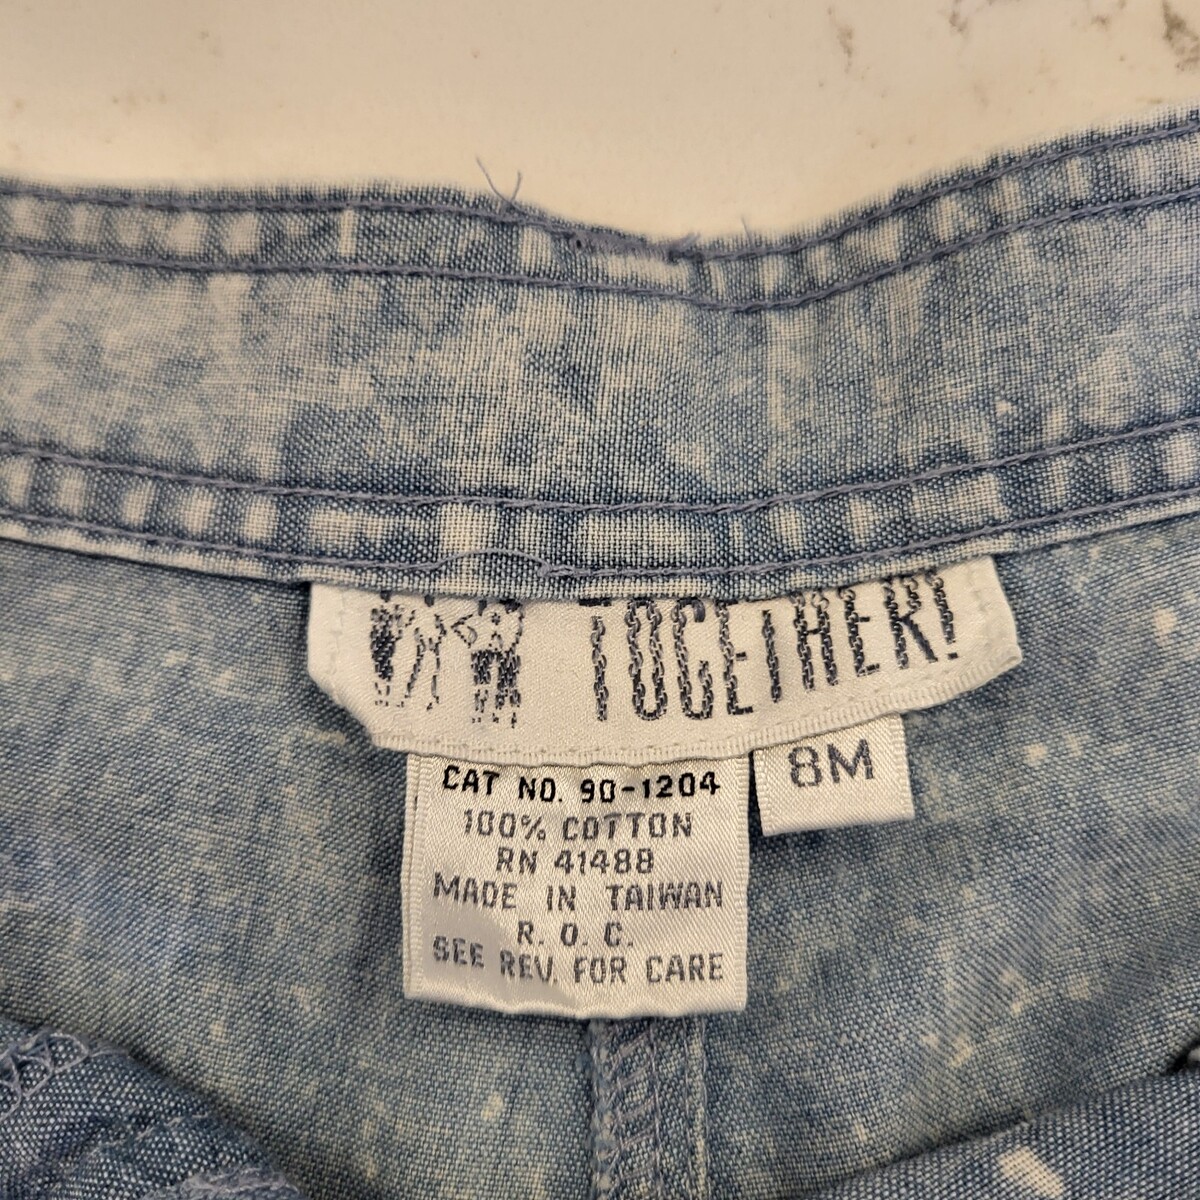 TOGETHER!
CAT NO. 90-1204
8M
100% COTTON
RN 41488
MADE IN TAIWAN
R. O. C.
SEE REV. FOR CARE